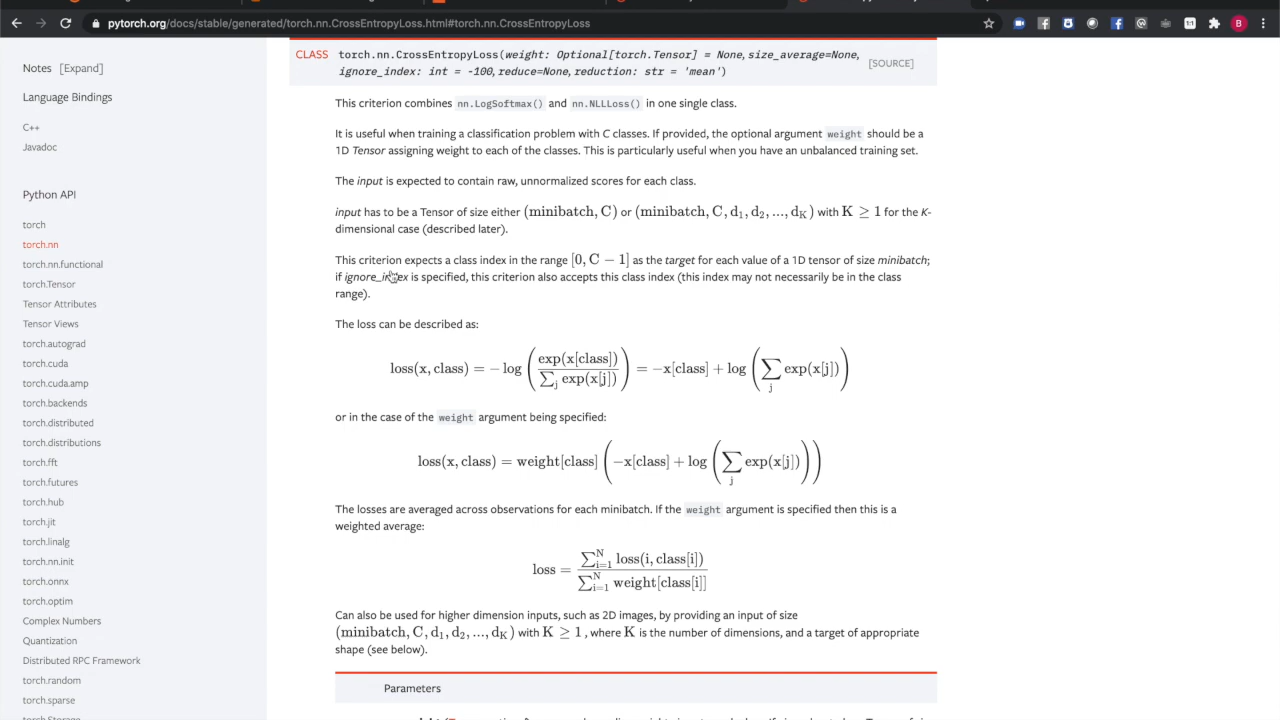 pytorch.org/docs/stable/generated/torch.nn.CrossEntropyLoss.html#torch.nn.CrossEntropyLoss
1:1
B
Notes [Expand]
Language Bindings
C++
Javadoc
Python API
torch
torch.nn
torch.nn.functional
torch.Tensor
Tensor Attributes
Tensor Views
torch.autograd
torch.cuda
torch.cuda.amp
torch.backends
torch.distributed
torch.distributions
torch.fft
torch.futures
torch.hub
torch.jit
torch.linalg
torch.nn.init
torch.onnx
torch.optim
Complex Numbers
Quantization
Distributed RPC Framework
torch.random
torch.sparse
torch.Storage
CLASS torch.nn.CrossEntropyLoss(weight: Optional[torch.Tensor] = None, size_average=None,
ignore_index: int = -100, reduce=None, reduction: str = 'mean')
[SOURCE]
This criterion combines nn.LogSoftmax() and nn.NLLLoss() in one single class.
It is useful when training a classification problem with C classes. If provided, the optional argument weight should be a
1D Tensor assigning weight to each of the classes. This is particularly useful when you have an unbalanced training set.
The input is expected to contain raw, unnormalized scores for each class.
input has to be a Tensor of size either (minibatch, C) or (minibatch, C, d₁, d₂, ..., d_K) with K ≥ 1 for the K-
dimensional case (described later).
This criterion expects a class index in the range [0, C − 1] as the target for each value of a 1D tensor of size minibatch;
if ignore_index is specified, this criterion also accepts this class index (this index may not necessarily be in the class
range).
The loss can be described as:
loss(x, class) = − log ( exp(x[class]) / ∑_j exp(x[j]) ) = −x[class] + log ( ∑_j exp(x[j]) )
or in the case of the weight argument being specified:
loss(x, class) = weight[class] ( −x[class] + log ( ∑_j exp(x[j]) ) )
The losses are averaged across observations for each minibatch. If the weight argument is specified then this is a
weighted average:
loss = ∑_{i=1}^{N} loss(i, class[i]) / ∑_{i=1}^{N} weight[class[i]]
Can also be used for higher dimension inputs, such as 2D images, by providing an input of size
(minibatch, C, d₁, d₂, ..., d_K) with K ≥ 1 , where K is the number of dimensions, and a target of appropriate
shape (see below).
Parameters